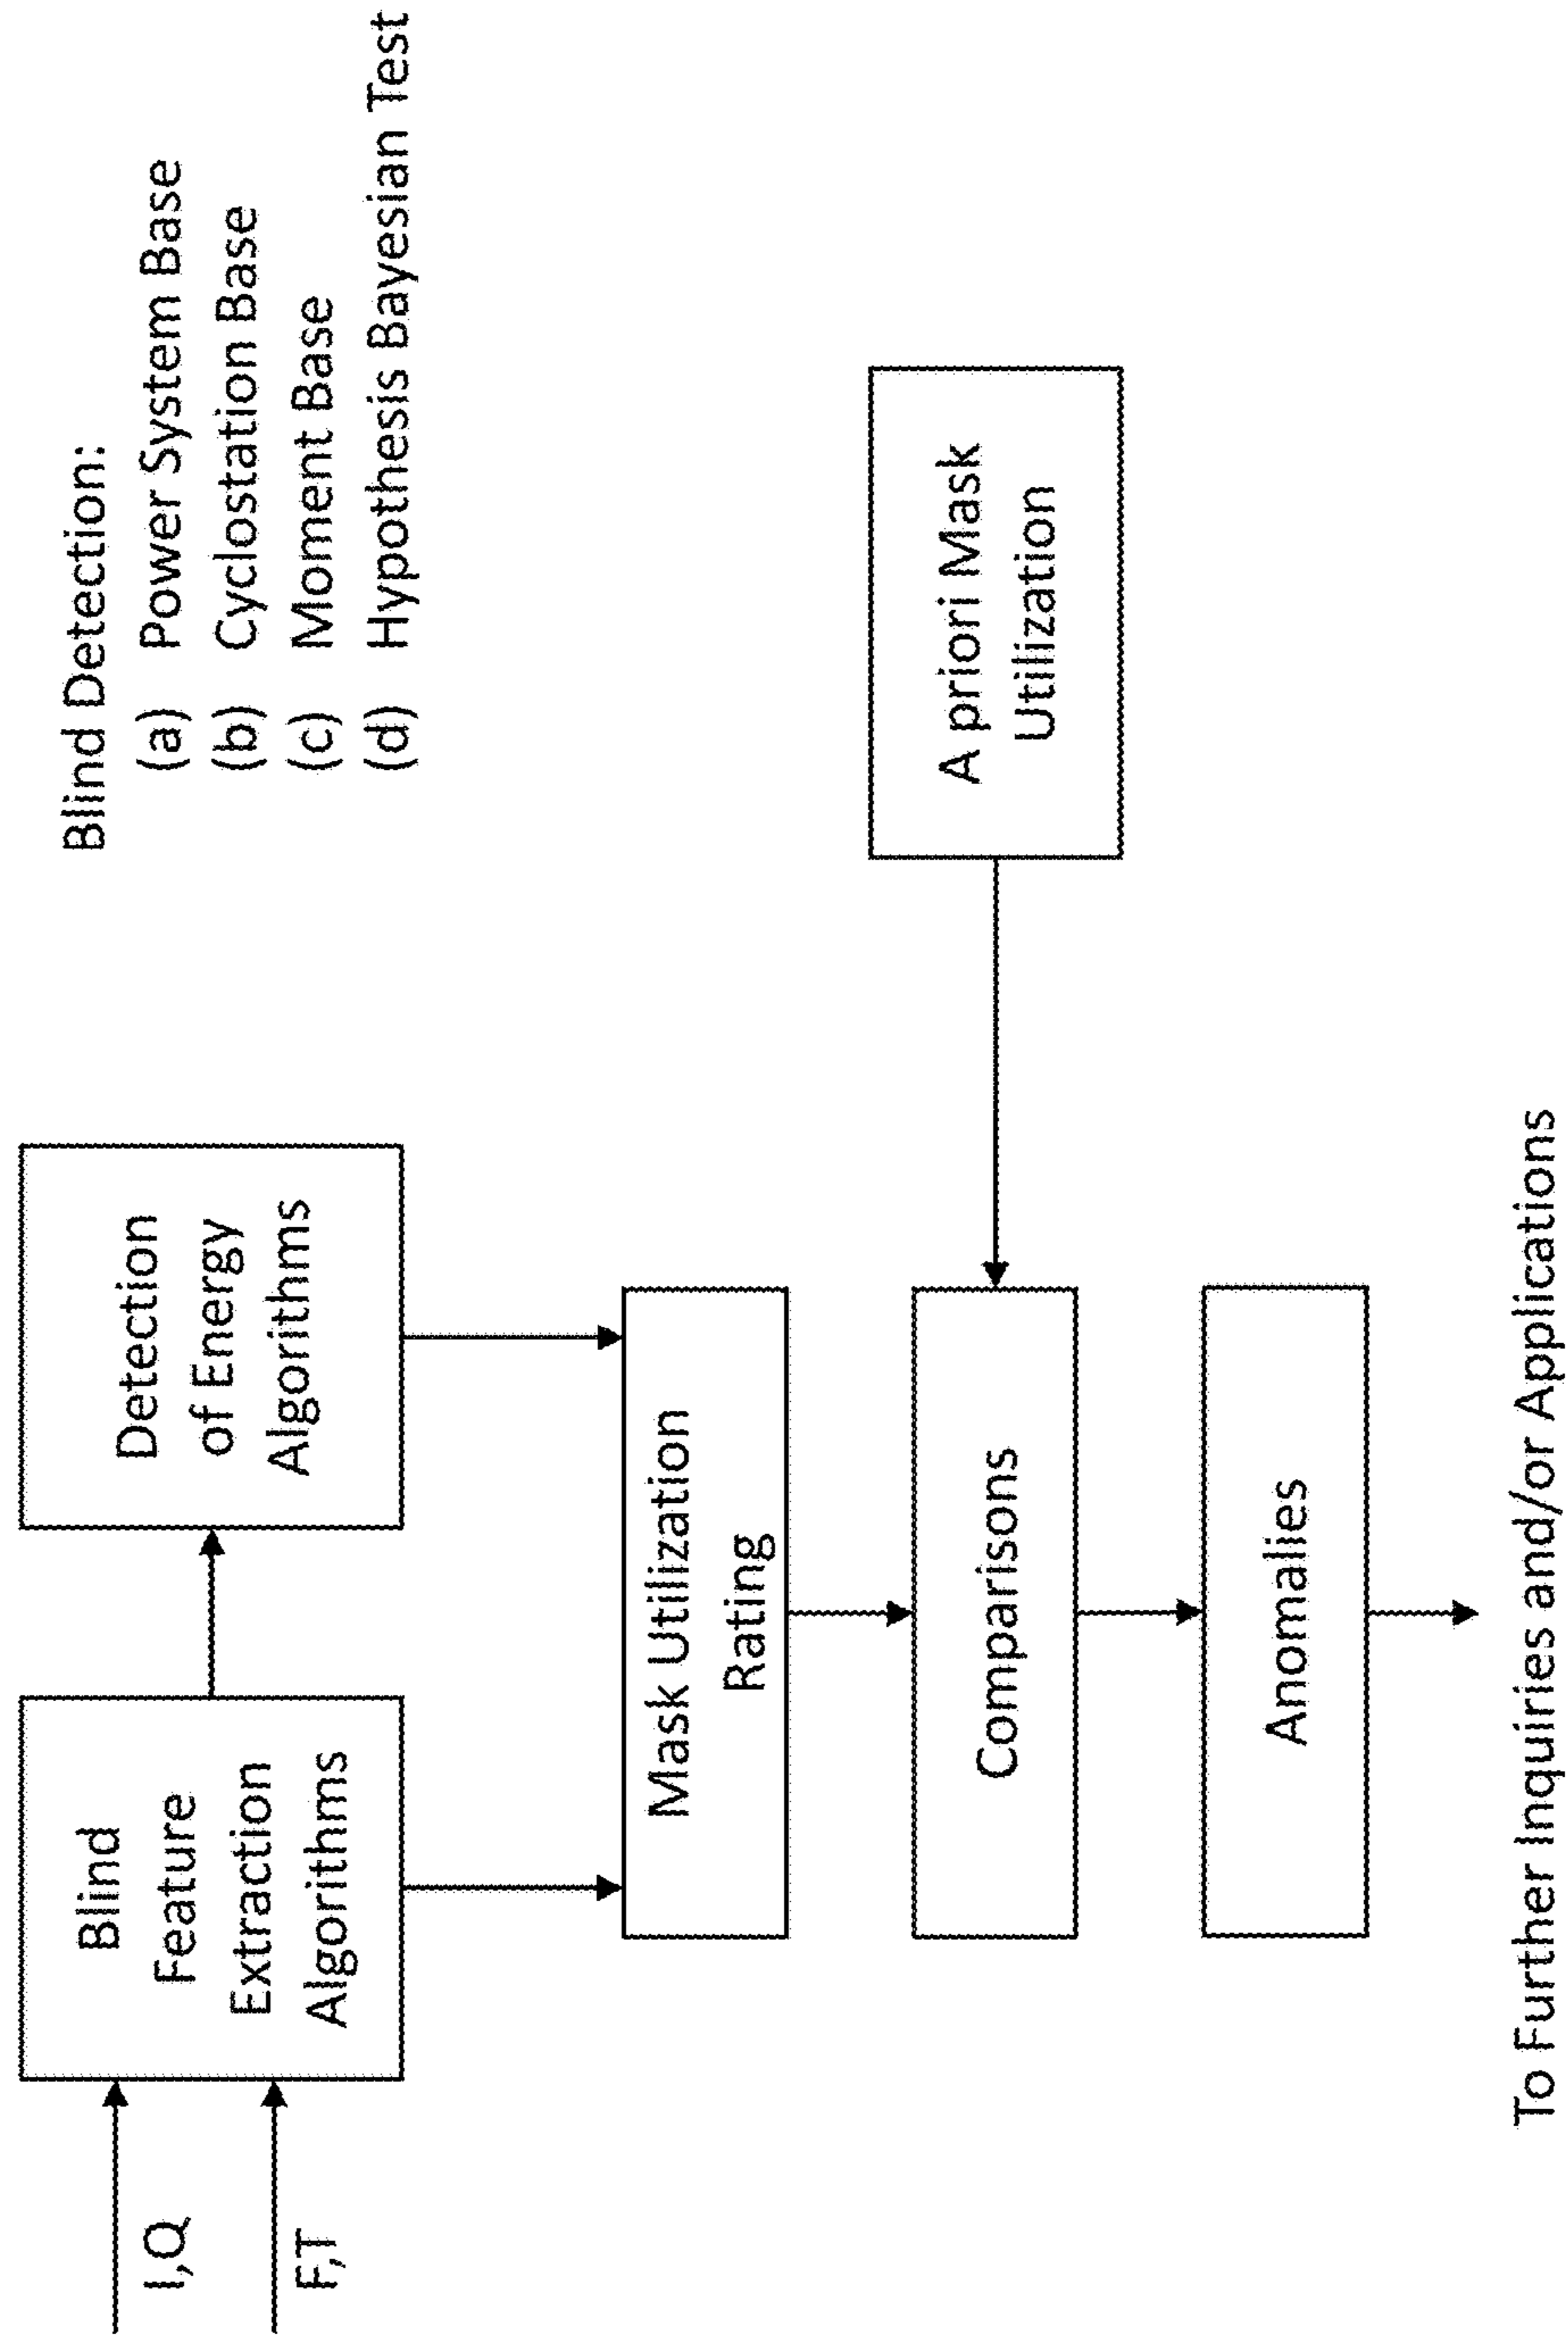 Blind Detection:
(a) Power System Base
(b) Cyclostation Base
(c) Moment Base
(d) Hypothesis Bayesian Test
I,Q
F,T
Blind
Feature
Extraction
Algorithms
Detection
of Energy
Algorithms
Mask Utilization
Rating
Comparisons
A priori Mask
Utilization
Anomalies
To Further Inquiries and/or Applications